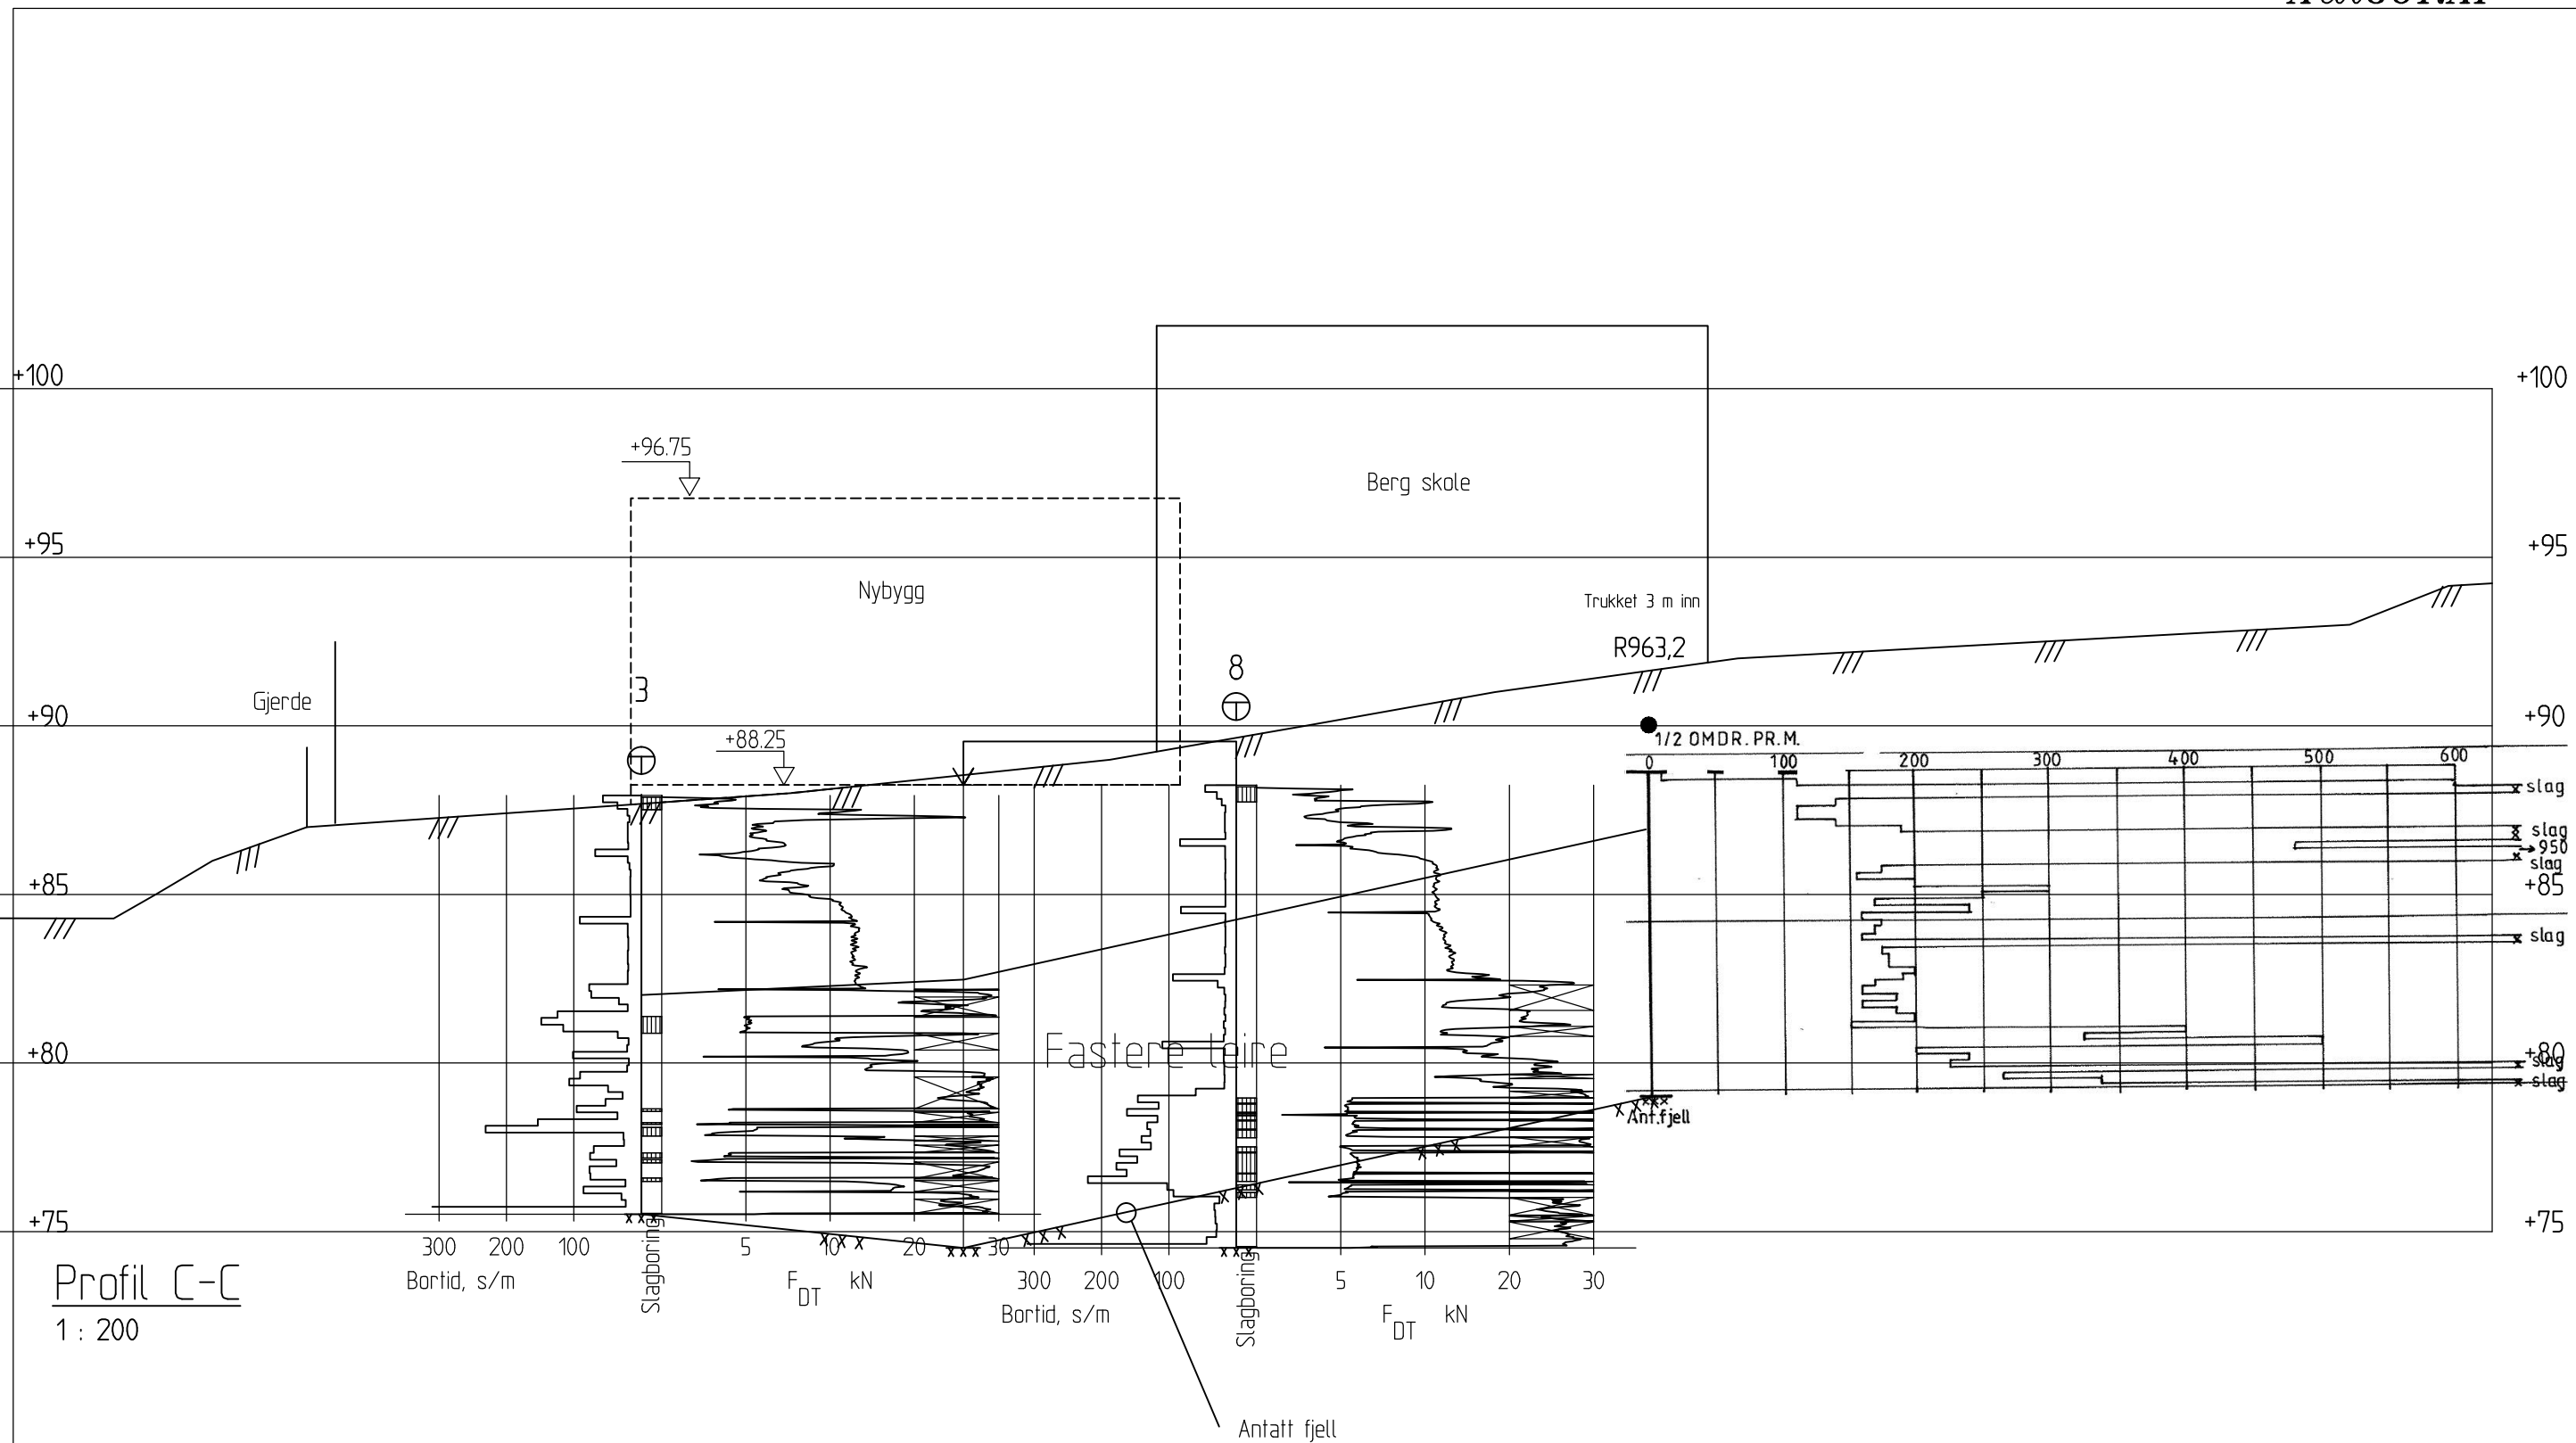 +100
+100
+96.75
Berg skole
+95
+95
Nybygg
Trukket 3 m inn
R963,2
8
3
Gjerde
+90
+90
+88.25
1/2 OMDR. PR.M.
0
100
200
300
400
500
600
slag
slag
950
slag
+85
+85
slag
Fastere leire
+80
+80
slag
slag
Ant.fjell
+75
+75
300
200
100
5
10
20
30
Bortid, s/m
Slagboring
F DT kN
300
200
100
5
10
20
30
Bortid, s/m
Slagboring
F DT kN
Profil C-C
1 : 200
Antatt fjell